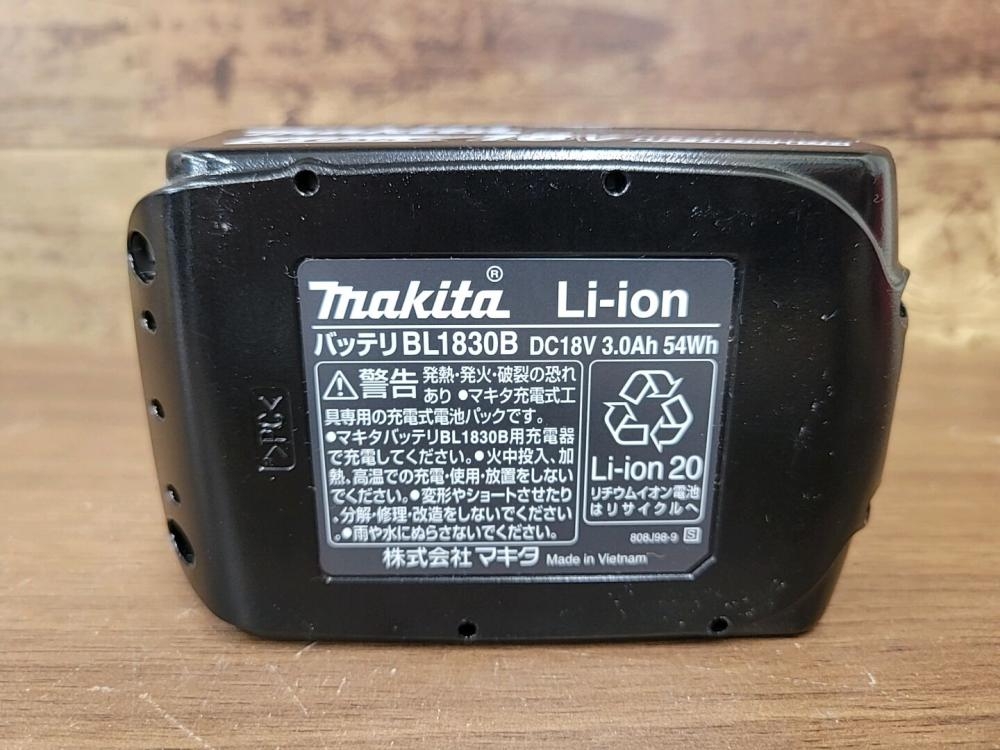 makita® Li-ion
バッテリBL1830B DC18V 3.0Ah 54Wh
警告 発熱・発火・破裂の恐れ
あり ●マキタ充電式工
具専用の充電式電池パックです。
●マキタバッテリBL1830B用充電器
で充電してください。●火中投入、加
熱、高温での充電・使用・放置をしない
でください。●変形やショートさせたり
、分解・修理・改造をしないでください
。●雨や水にぬらさないでください。
Li-ion 20
リチウムイオン電池
はリサイクルへ
808J98-9 S
株式会社マキタ Made in Vietnam